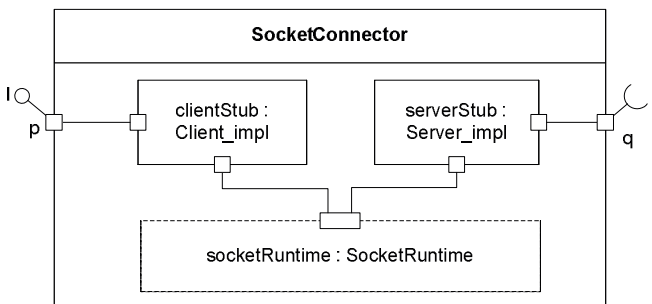 SocketConnector
I
p
clientStub :
Client_impl
serverStub :
Server_impl
q
socketRuntime : SocketRuntime